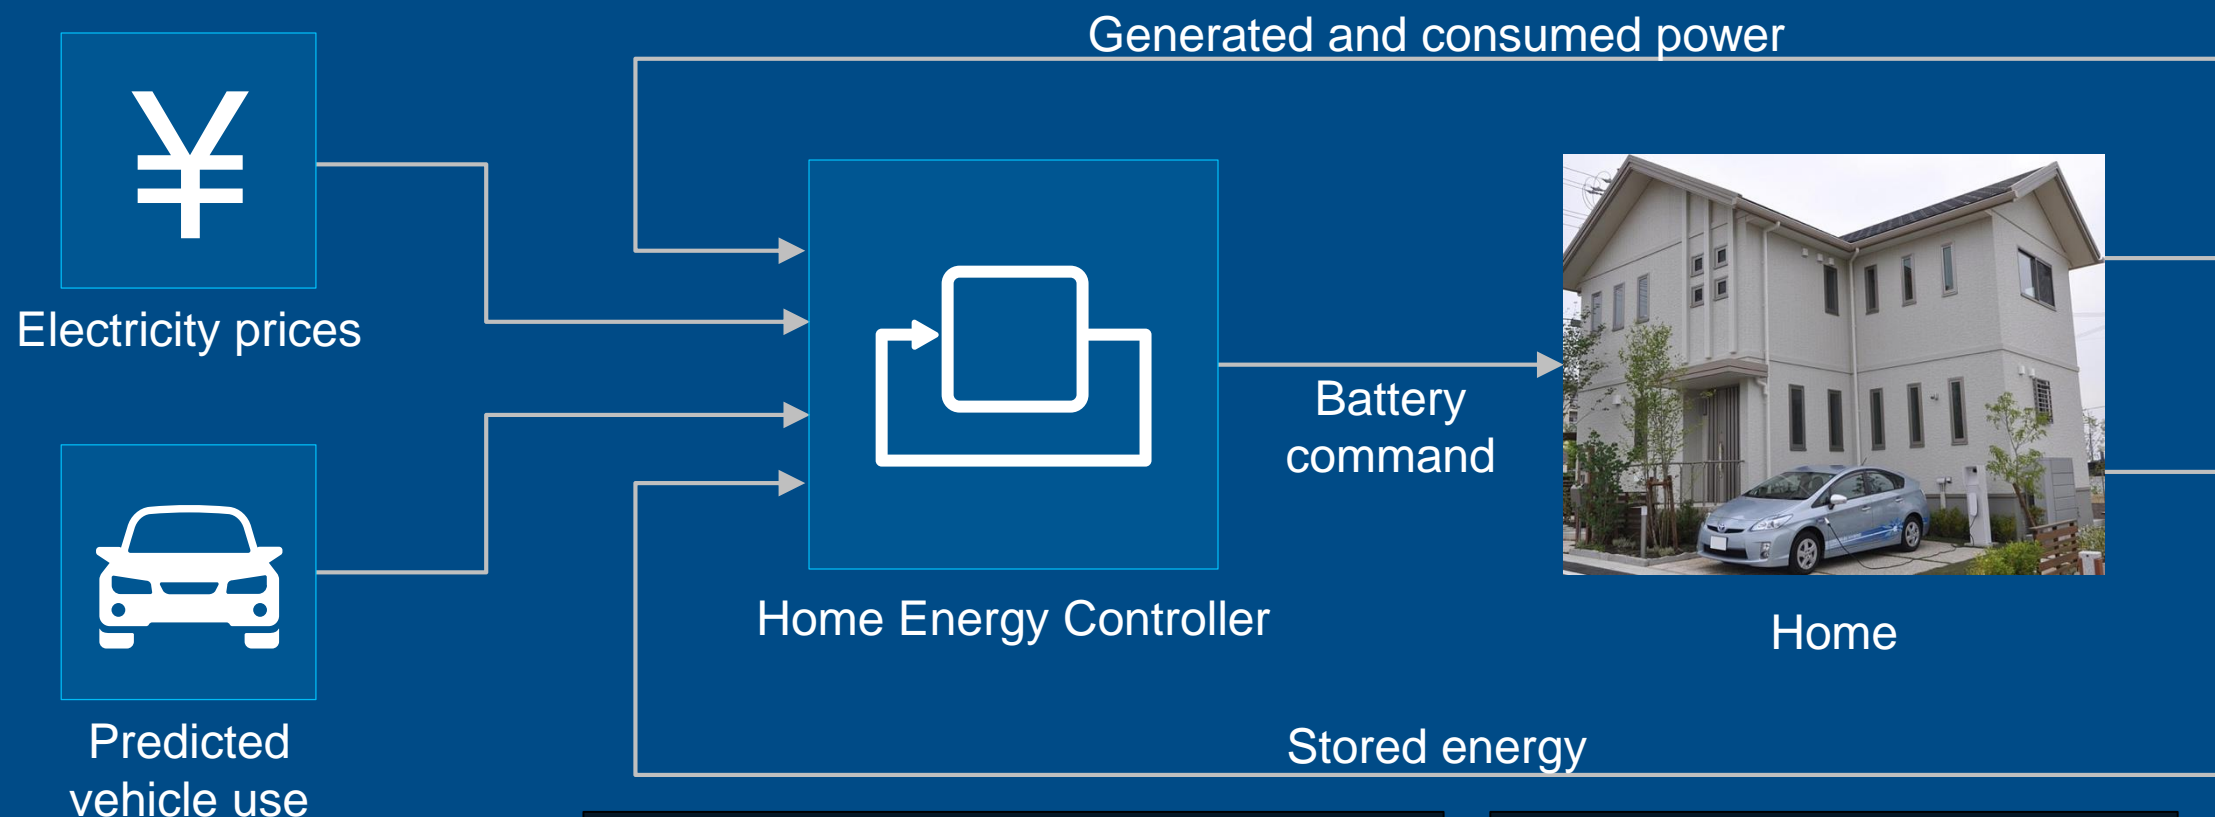 Generated and consumed power
¥
Electricity prices
Battery
command
Home Energy Controller
Home
Predicted
vehicle use
Stored energy